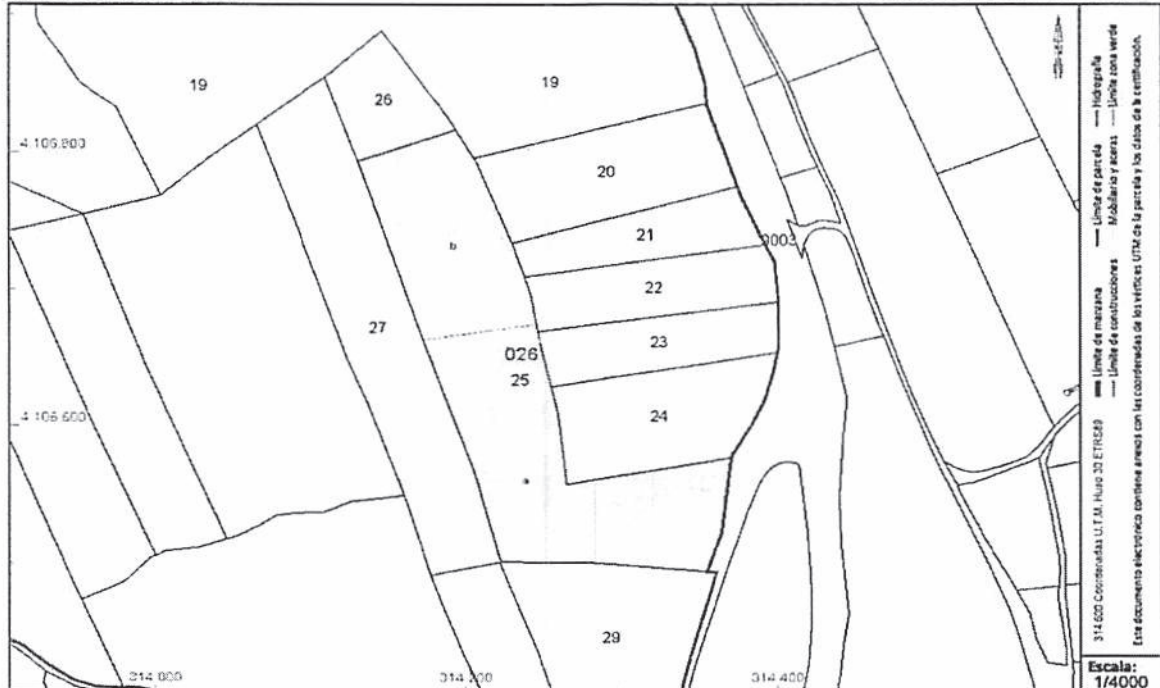 19
19
26
4.106.800
20
b
21
9003
22
27
23
026
25
24
4.106.600
a
29
314.000
314.200
314.400
Límite de manzana
Límite de parcela
Hidrografía
Límite de construcciones
Mobiliario y aceras
Límite zona verde
314.600 Coordenadas U.T.M. Huso 30 ETRS89
Este documento electrónico contiene anexos con las coordenadas de los vértices UTM de la parcela y los datos de la certificación.
Escala:
1/4000